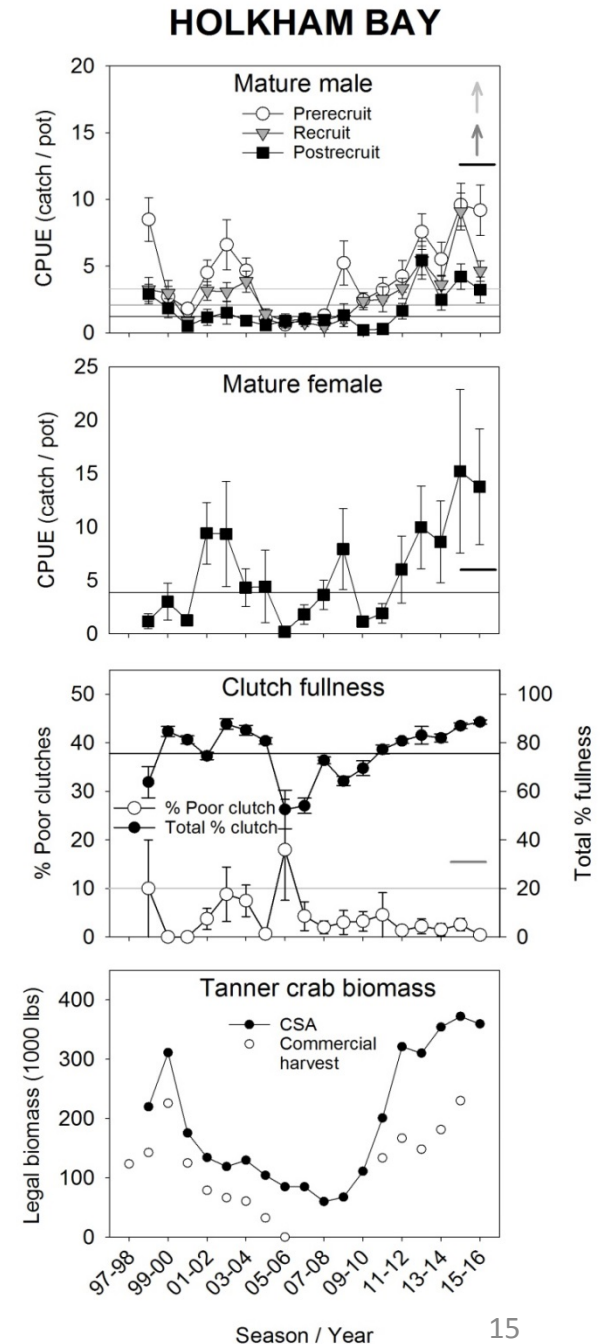 HOLKHAM BAY
20
15
10
5
0
CPUE (catch / pot)
Mature male
Prerecruit
Recruit
Postrecruit
25
20
15
10
5
0
CPUE (catch / pot)
Mature female
50
40
30
20
10
0
% Poor clutches
Clutch fullness
% Poor clutch
Total % clutch
100
80
60
40
20
0
Total % fullness
400
300
200
100
0
Legal biomass (1000 lbs)
Tanner crab biomass
CSA
Commercial
harvest
97-98
99-00
01-02
03-04
05-06
07-08
09-10
11-12
13-14
15-16
Season / Year
15